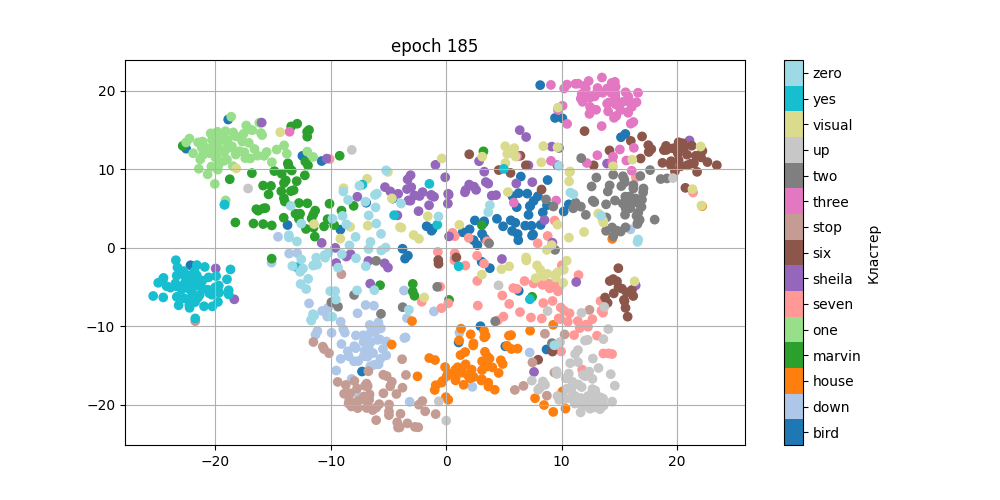 epoch 185
20
10
0
−10
−20
−20
−10
0
10
20
zero
yes
visual
up
two
three
stop
six
sheila
seven
one
marvin
house
down
bird
Кластер